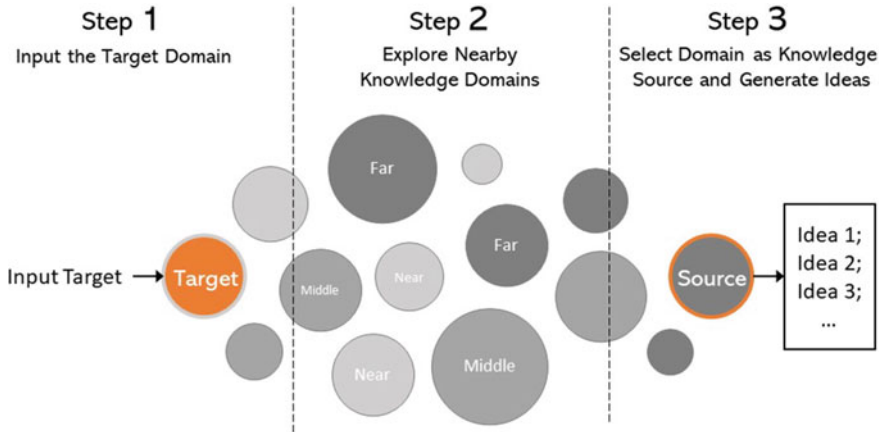 Step 1
Input the Target Domain
Step 2
Explore Nearby
Knowledge Domains
Step 3
Select Domain as Knowledge
Source and Generate Ideas
Far
Far
Input Target
Target
Middle
Near
Source
Idea 1;
Idea 2;
Idea 3;
...
Near
Middle